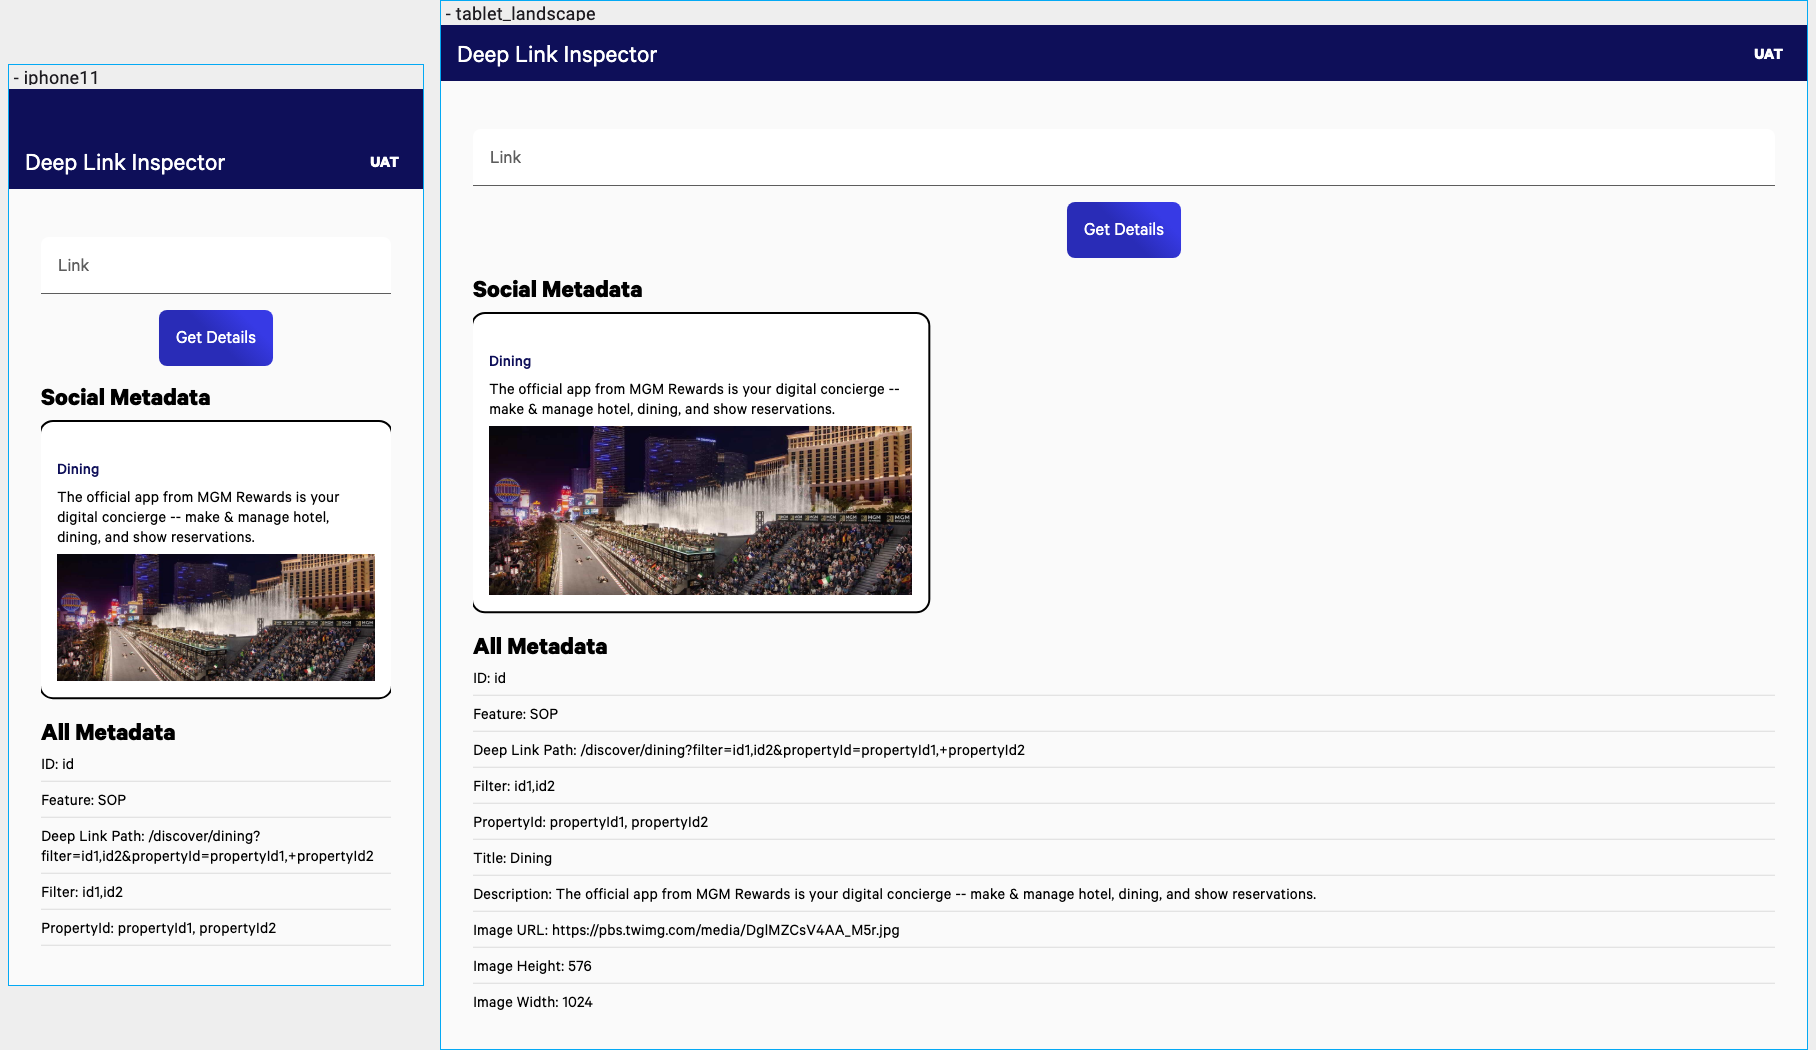 - iphone11
Deep Link Inspector
UAT
Link
Get Details
Social Metadata
Dining
The official app from MGM Rewards is your
digital concierge -- make & manage hotel,
dining, and show reservations.
All Metadata
ID: id
Feature: SOP
Deep Link Path: /discover/dining?
filter=id1,id2&propertyId=propertyId1,+propertyId2
Filter: id1,id2
PropertyId: propertyId1, propertyId2
- tablet_landscape
Deep Link Inspector
UAT
Link
Get Details
Social Metadata
Dining
The official app from MGM Rewards is your digital concierge --
make & manage hotel, dining, and show reservations.
All Metadata
ID: id
Feature: SOP
Deep Link Path: /discover/dining?filter=id1,id2&propertyId=propertyId1,+propertyId2
Filter: id1,id2
PropertyId: propertyId1, propertyId2
Title: Dining
Description: The official app from MGM Rewards is your digital concierge -- make & manage hotel, dining, and show reservations.
Image URL: https://pbs.twimg.com/media/DglMZCsV4AA_M5r.jpg
Image Height: 576
Image Width: 1024